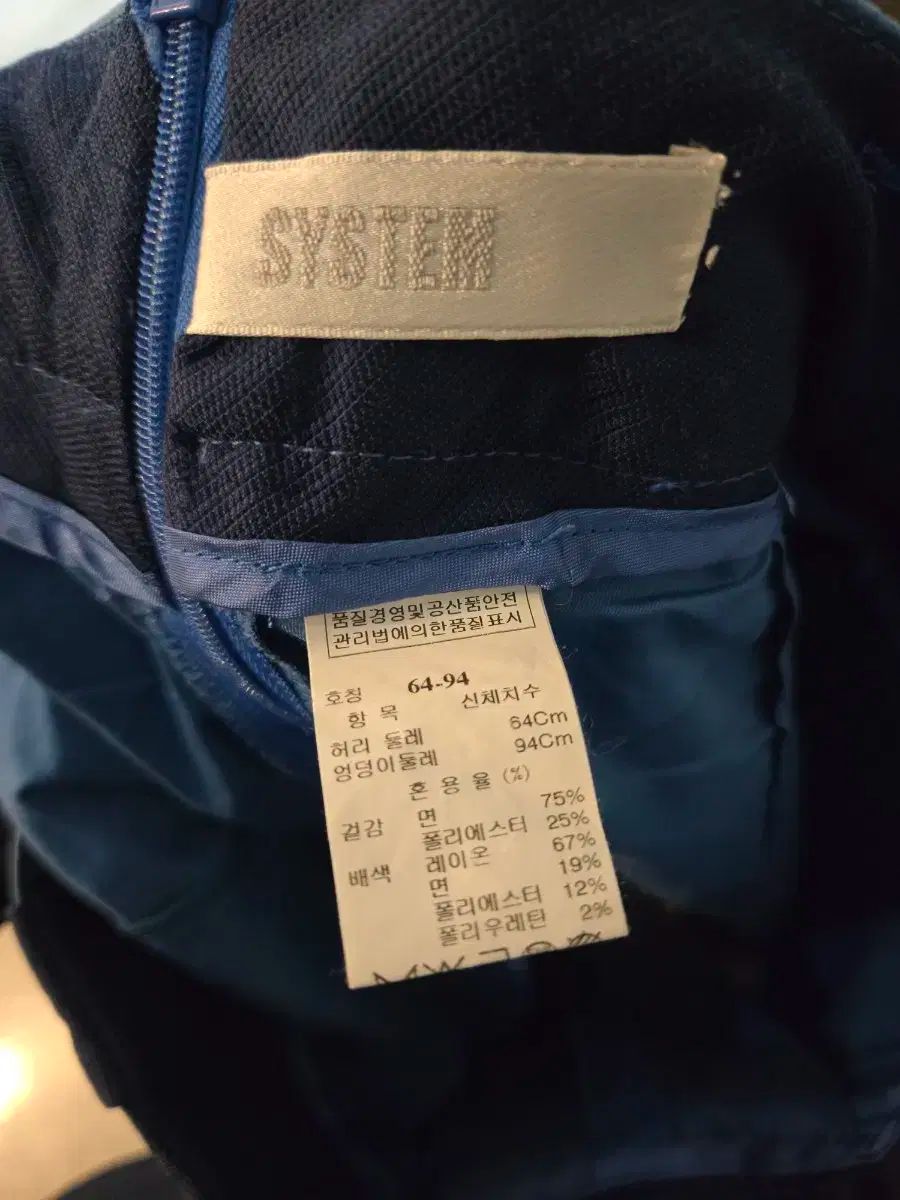 SYSTEM
품질경영및공산품안전
관리법에의한품질표시
호칭 64-94
항 목 신체치수
허리 둘레 64Cm
엉덩이둘레 94Cm
혼 용 율 (%)
겉감 면 75%
폴리에스터 25%
배색 레이온 67%
면 19%
폴리에스터 12%
폴리우레탄 2%